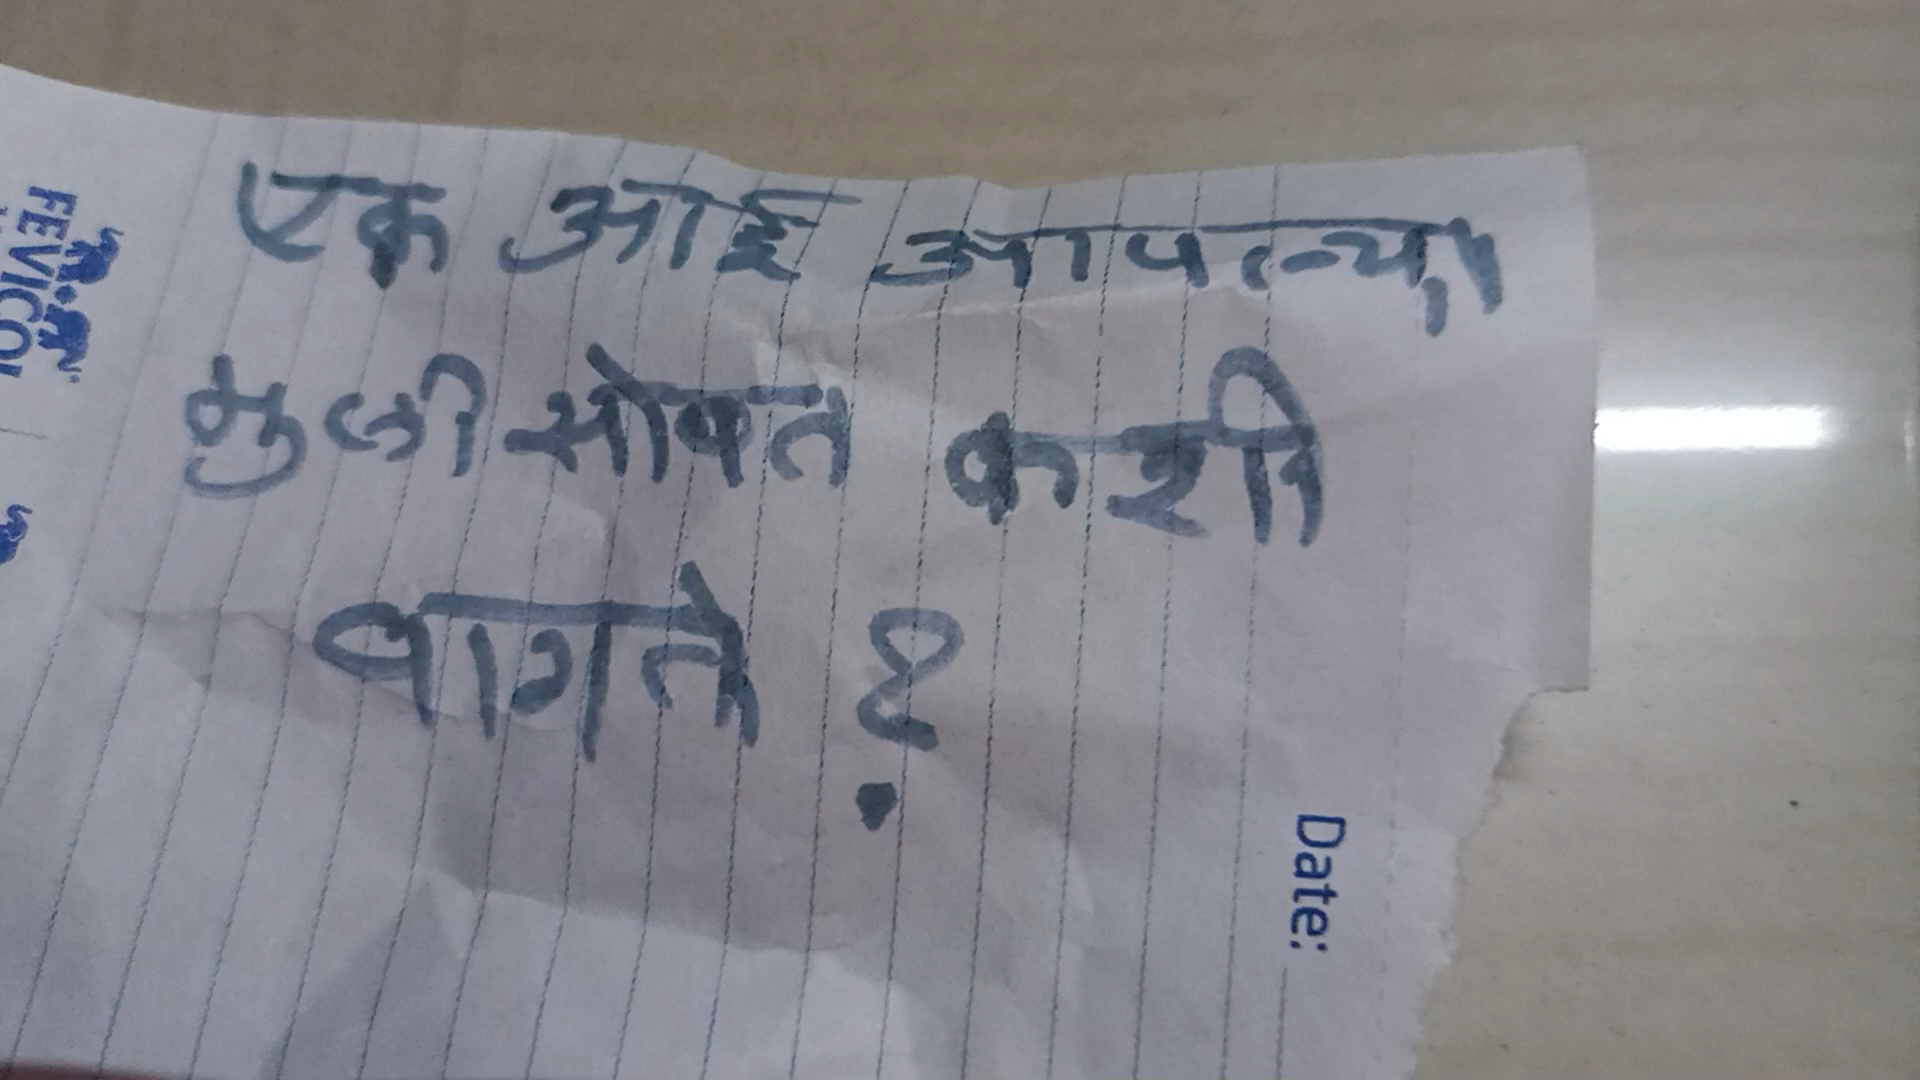 एक आई आपल्या
मुली सोबत कशी
वागते ?
Date:
FEVICOL